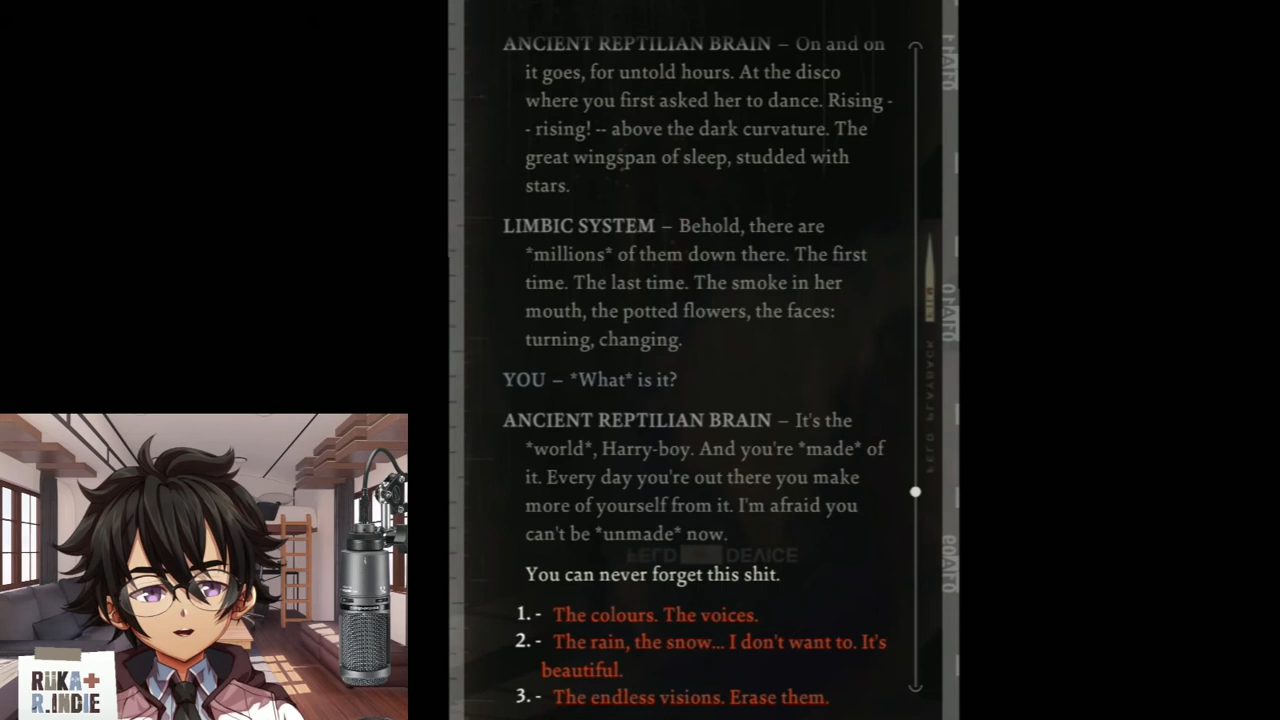 ANCIENT REPTILIAN BRAIN – On and on
it goes, for untold hours. At the disco
where you first asked her to dance. Rising -
- rising! -- above the dark curvature. The
great wingspan of sleep, studded with
stars.
LIMBIC SYSTEM – Behold, there are
*millions* of them down there. The first
time. The last time. The smoke in her
mouth, the potted flowers, the faces:
turning, changing.
YOU – *What* is it?
ANCIENT REPTILIAN BRAIN – It's the
*world*, Harry-boy. And you're *made* of
it. Every day you're out there you make
more of yourself from it. I'm afraid you
can't be *unmade* now.
You can never forget this shit.
1. - The colours. The voices.
2. - The rain, the snow... I don't want to. It's
beautiful.
3. - The endless visions. Erase them.
RUKA+
R.INDIE